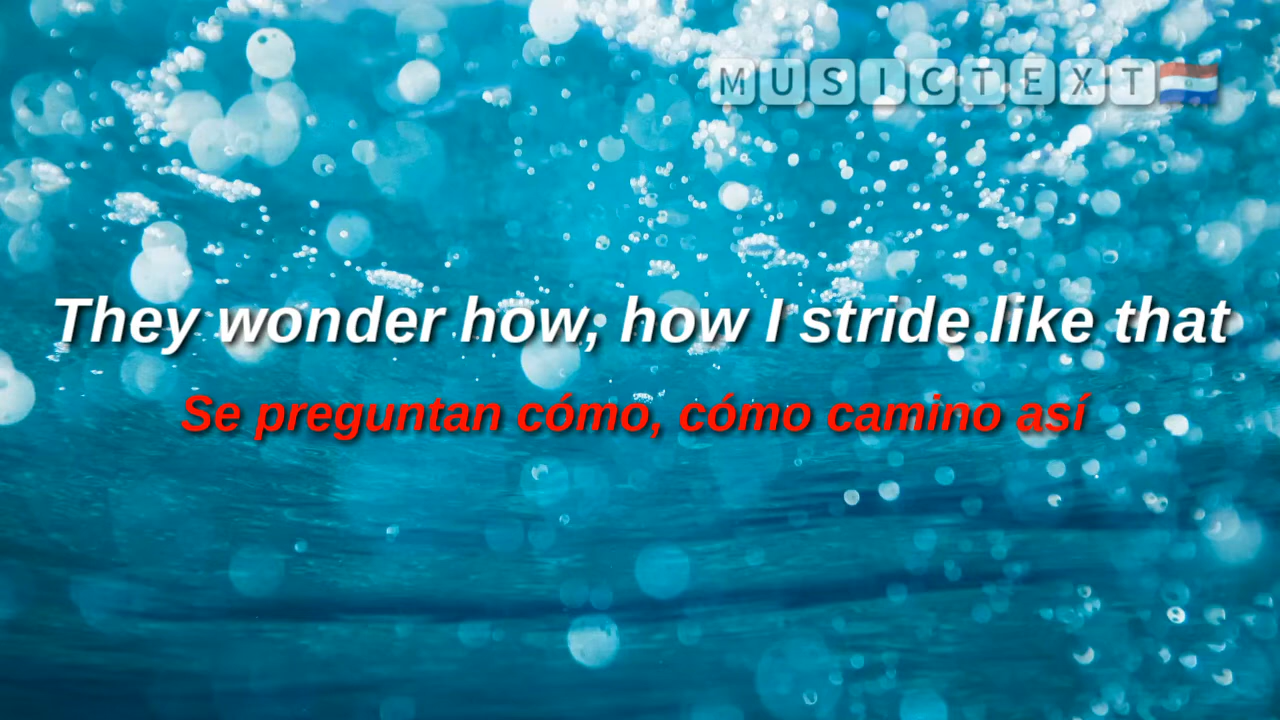 MUSICTEXT
They wonder how, how I stride like that
Se preguntan cómo, cómo camino así